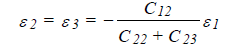 ε₂ = ε₃ = − C₁₂ / (C₂₂ + C₂₃) ε₁